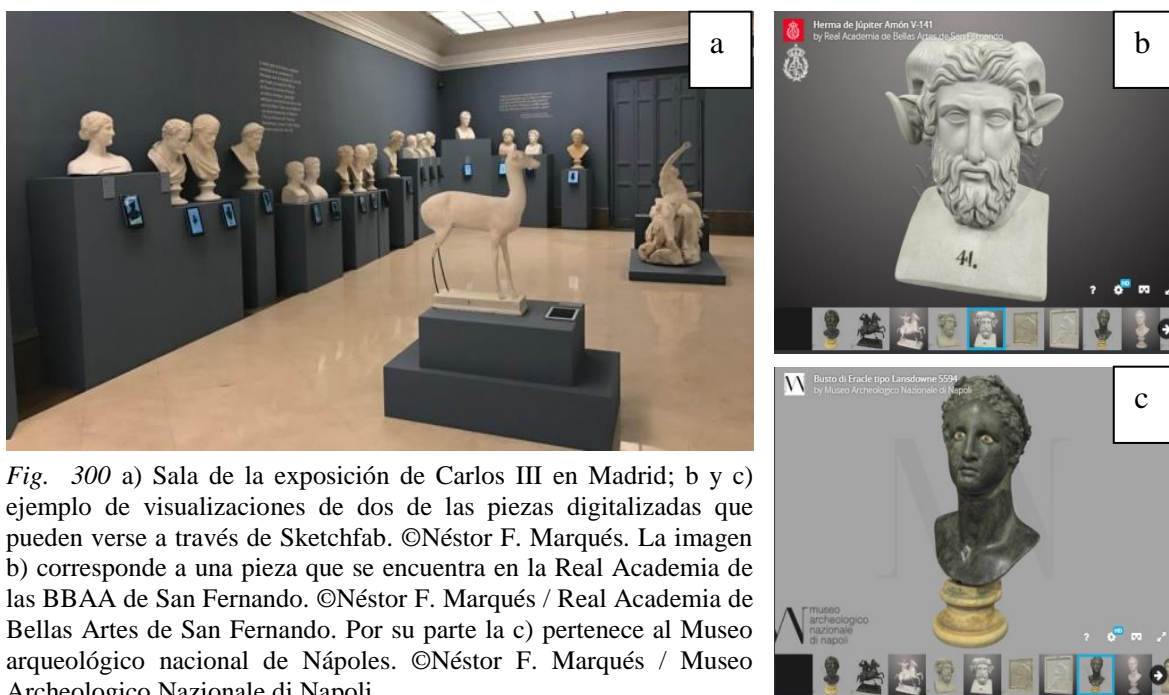 a
Herma de Júpiter Amón V-141
by Real Academia de Bellas Artes de San Fernando
b
41.
?
HD
Busto di Eracle tipo Lansdowne 5594
by Museo Archeologico Nazionale di Napoli
c
museo
archeologico
nazionale
di napoli
?
HD
Fig. 300 a) Sala de la exposición de Carlos III en Madrid; b y c)
ejemplo de visualizaciones de dos de las piezas digitalizadas que
pueden verse a través de Sketchfab. ©Néstor F. Marqués. La imagen
b) corresponde a una pieza que se encuentra en la Real Academia de
las BBAA de San Fernando. ©Néstor F. Marqués / Real Academia de
Bellas Artes de San Fernando. Por su parte la c) pertenece al Museo
arqueológico nacional de Nápoles. ©Néstor F. Marqués / Museo
Archeologico Nazionale di Napoli